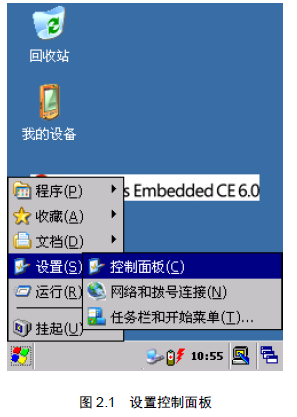 回收站
我的设备
s Embedded CE 6.0
程序(P)
收藏(A)
文档(D)
设置(S)
控制面板(C)
运行(R)
网络和拨号连接(N)
任务栏和开始菜单(T)...
挂起(U)
10:55
图 2.1 设置控制面板